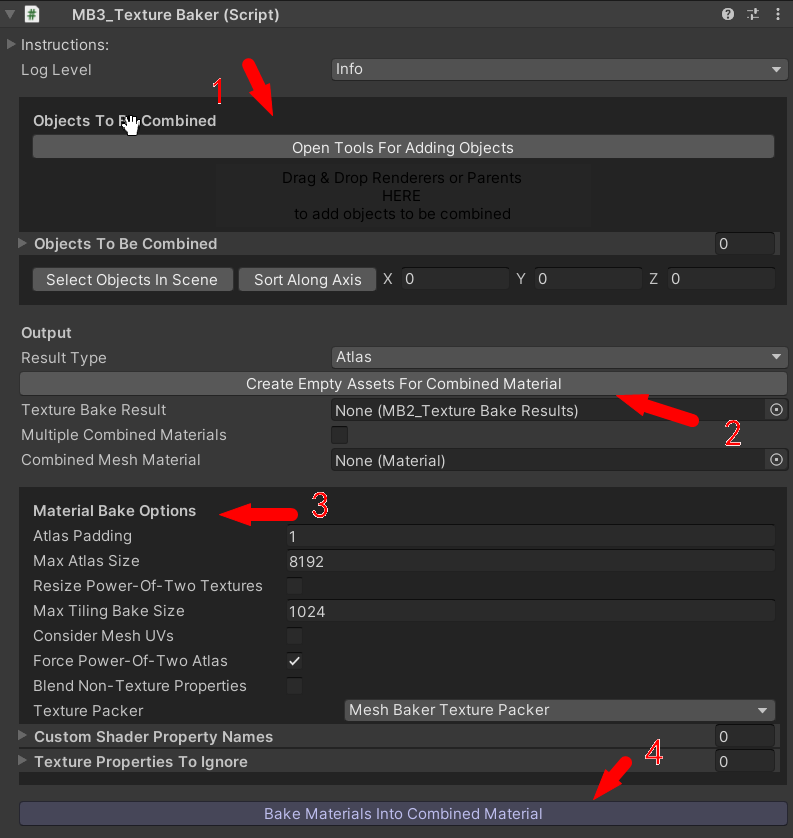 MB3_Texture Baker (Script)
Instructions:
Log Level Info
1
Objects To Be Combined
Open Tools For Adding Objects
Drag & Drop Renderers or Parents
HERE
to add objects to be combined
Objects To Be Combined 0
Select Objects In Scene Sort Along Axis X 0 Y 0 Z 0
Output
Result Type Atlas
Create Empty Assets For Combined Material
Texture Bake Result None (MB2_Texture Bake Results)
2
Multiple Combined Materials
Combined Mesh Material None (Material)
Material Bake Options 3
Atlas Padding 1
Max Atlas Size 8192
Resize Power-Of-Two Textures
Max Tiling Bake Size 1024
Consider Mesh UVs
Force Power-Of-Two Atlas
Blend Non-Texture Properties
Texture Packer Mesh Baker Texture Packer
Custom Shader Property Names 0
4
Texture Properties To Ignore 0
Bake Materials Into Combined Material